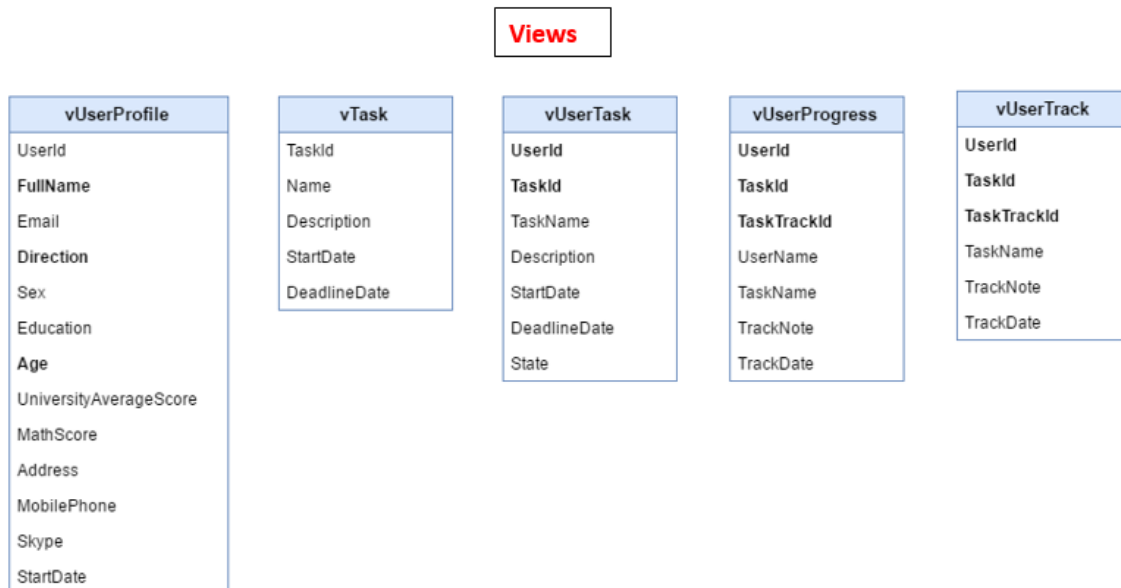 Views
vUserProfile
UserId
FullName
Email
Direction
Sex
Education
Age
UniversityAverageScore
MathScore
Address
MobilePhone
Skype
StartDate
vTask
TaskId
Name
Description
StartDate
DeadlineDate
vUserTask
UserId
TaskId
TaskName
Description
StartDate
DeadlineDate
State
vUserProgress
UserId
TaskId
TaskTrackId
UserName
TaskName
TrackNote
TrackDate
vUserTrack
UserId
TaskId
TaskTrackId
TaskName
TrackNote
TrackDate